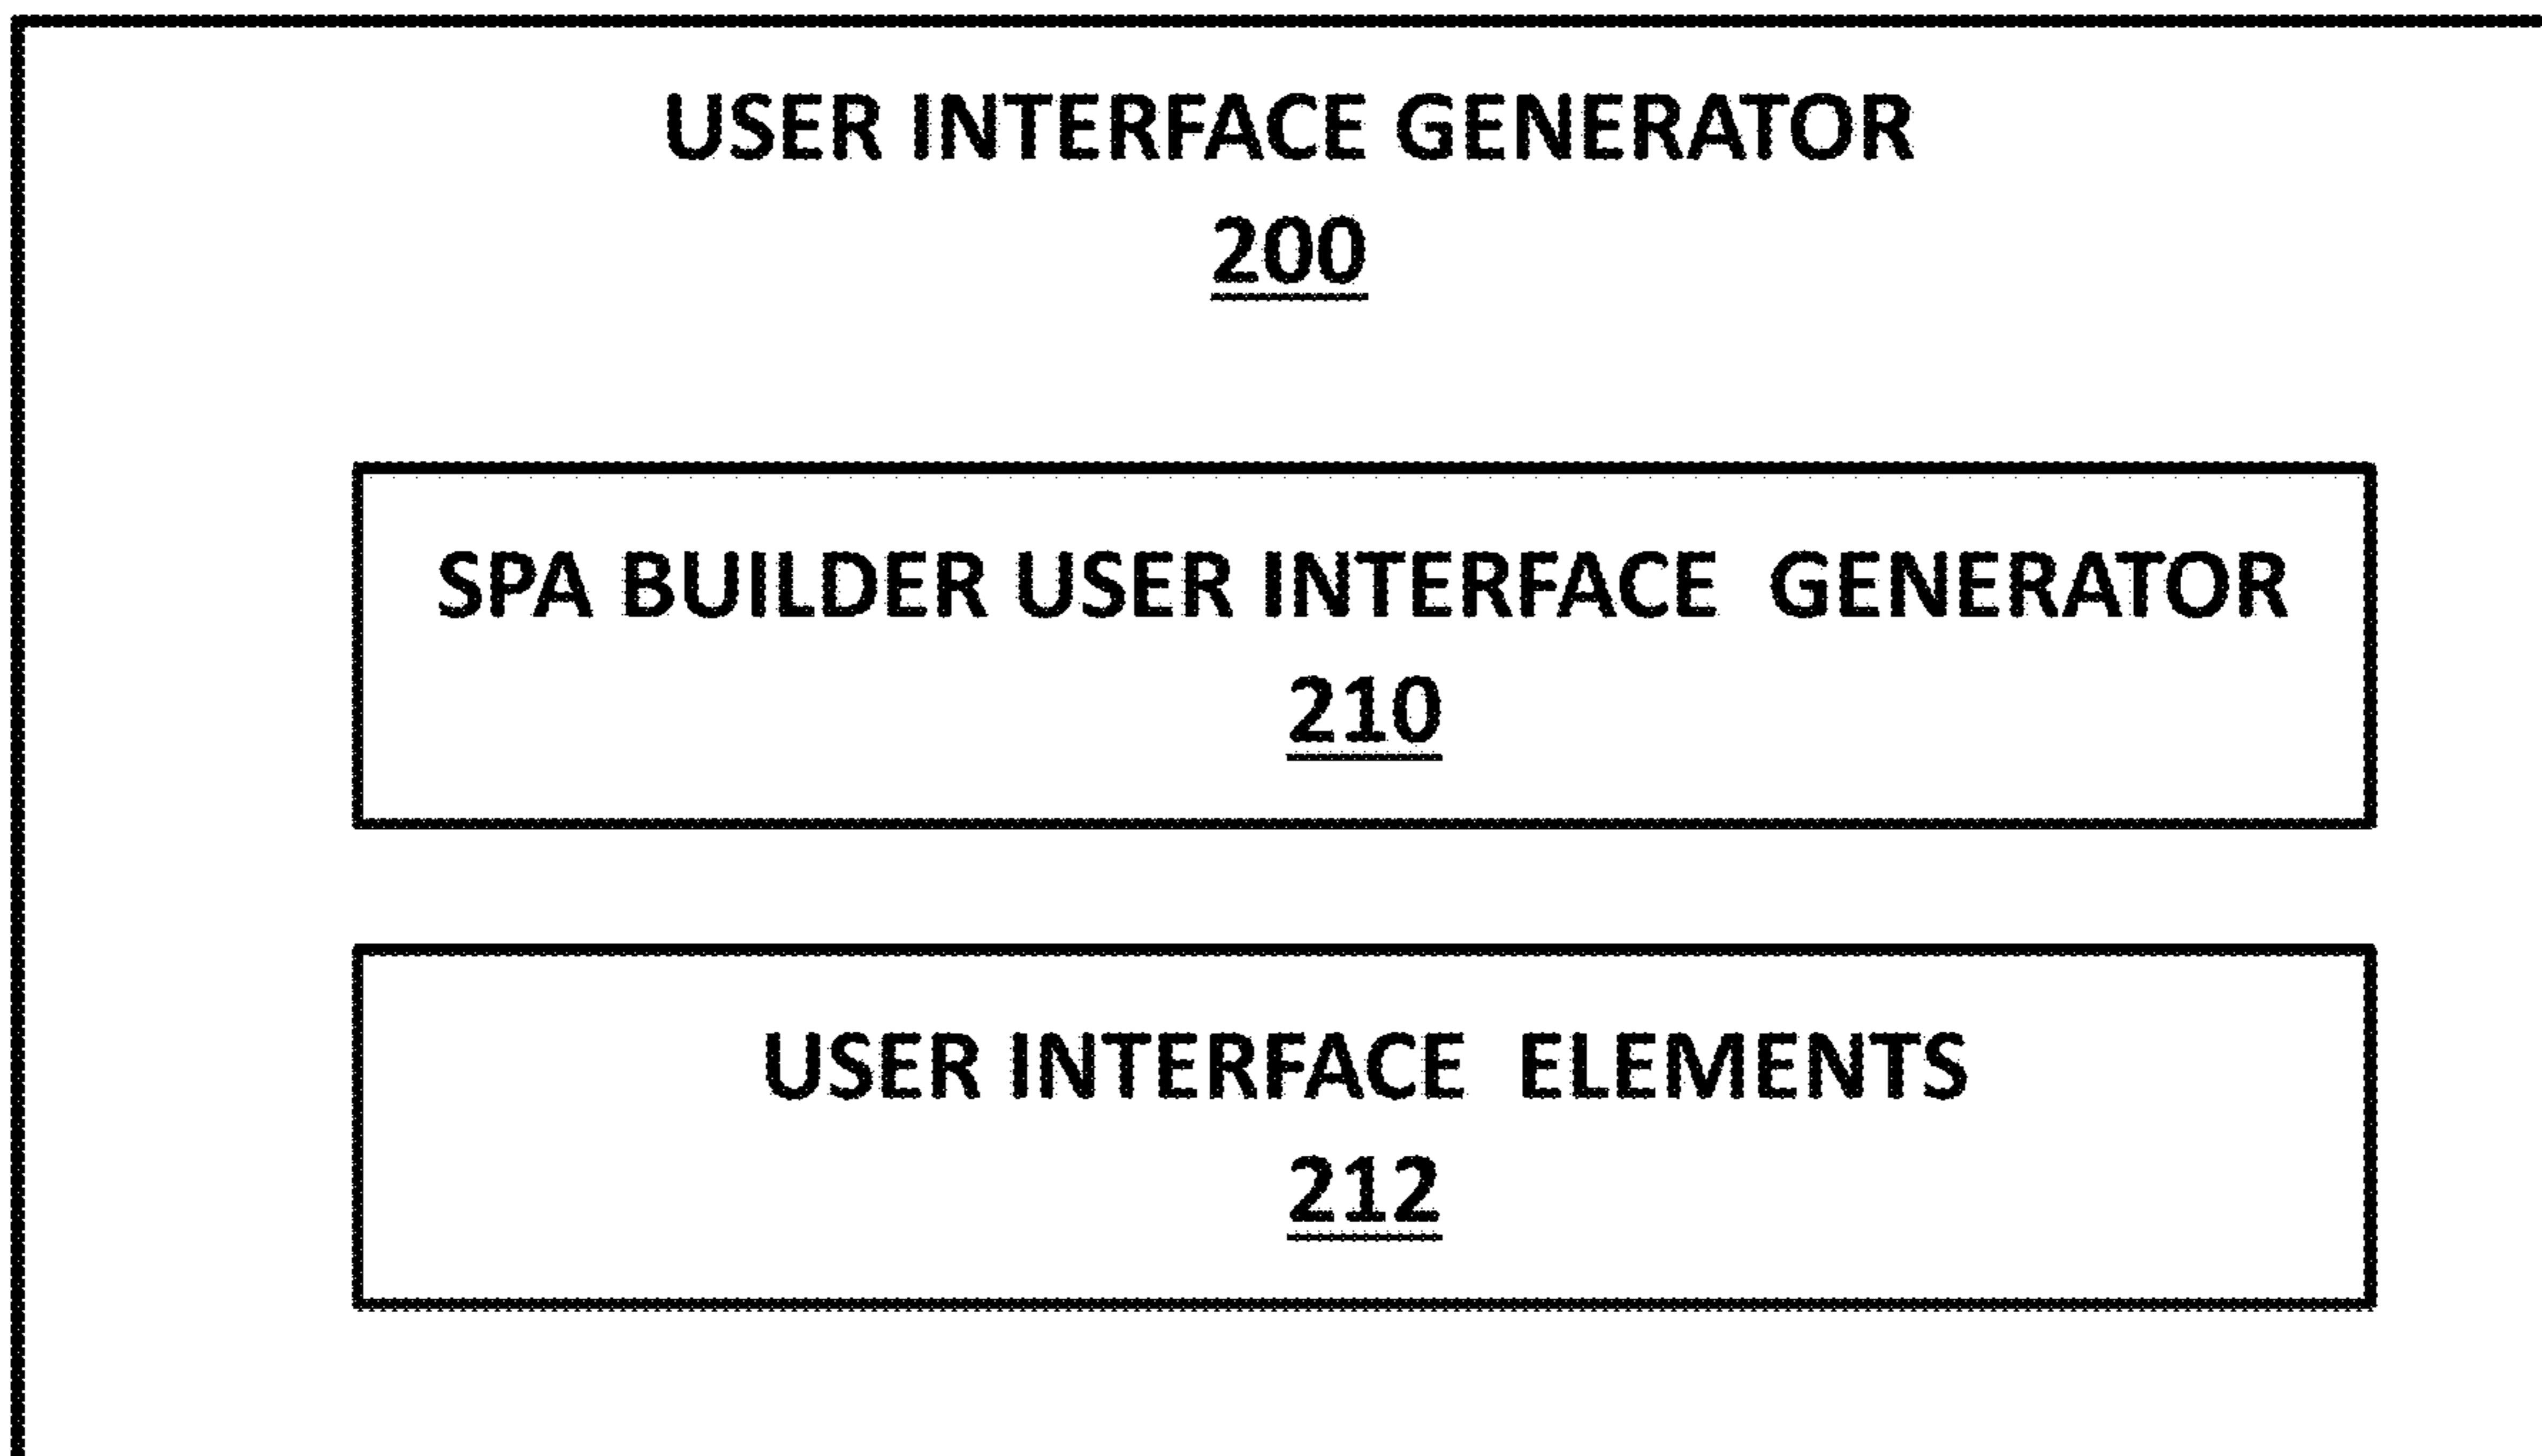 USER INTERFACE GENERATOR
200
SPA BUILDER USER INTERFACE GENERATOR
210
USER INTERFACE ELEMENTS
212